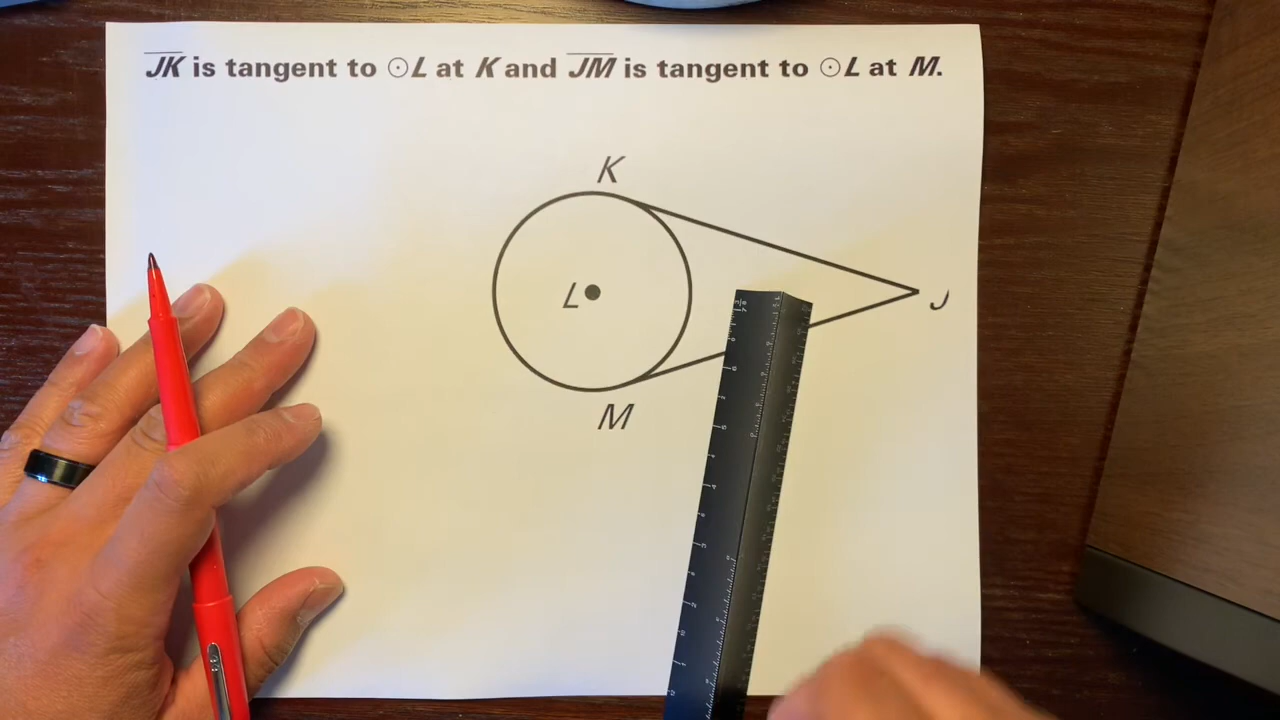 JK is tangent to ⊙L at K and JM is tangent to ⊙L at M.
K
L
J
M